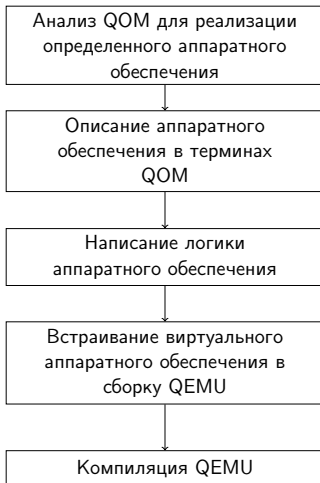 Анализ QOM для реализации
определенного аппаратного
обеспечения
Описание аппаратного
обеспечения в терминах
QOM
Написание логики
аппаратного обеспечения
Встраивание виртуального
аппаратного обеспечения в
сборку QEMU
Компиляция QEMU